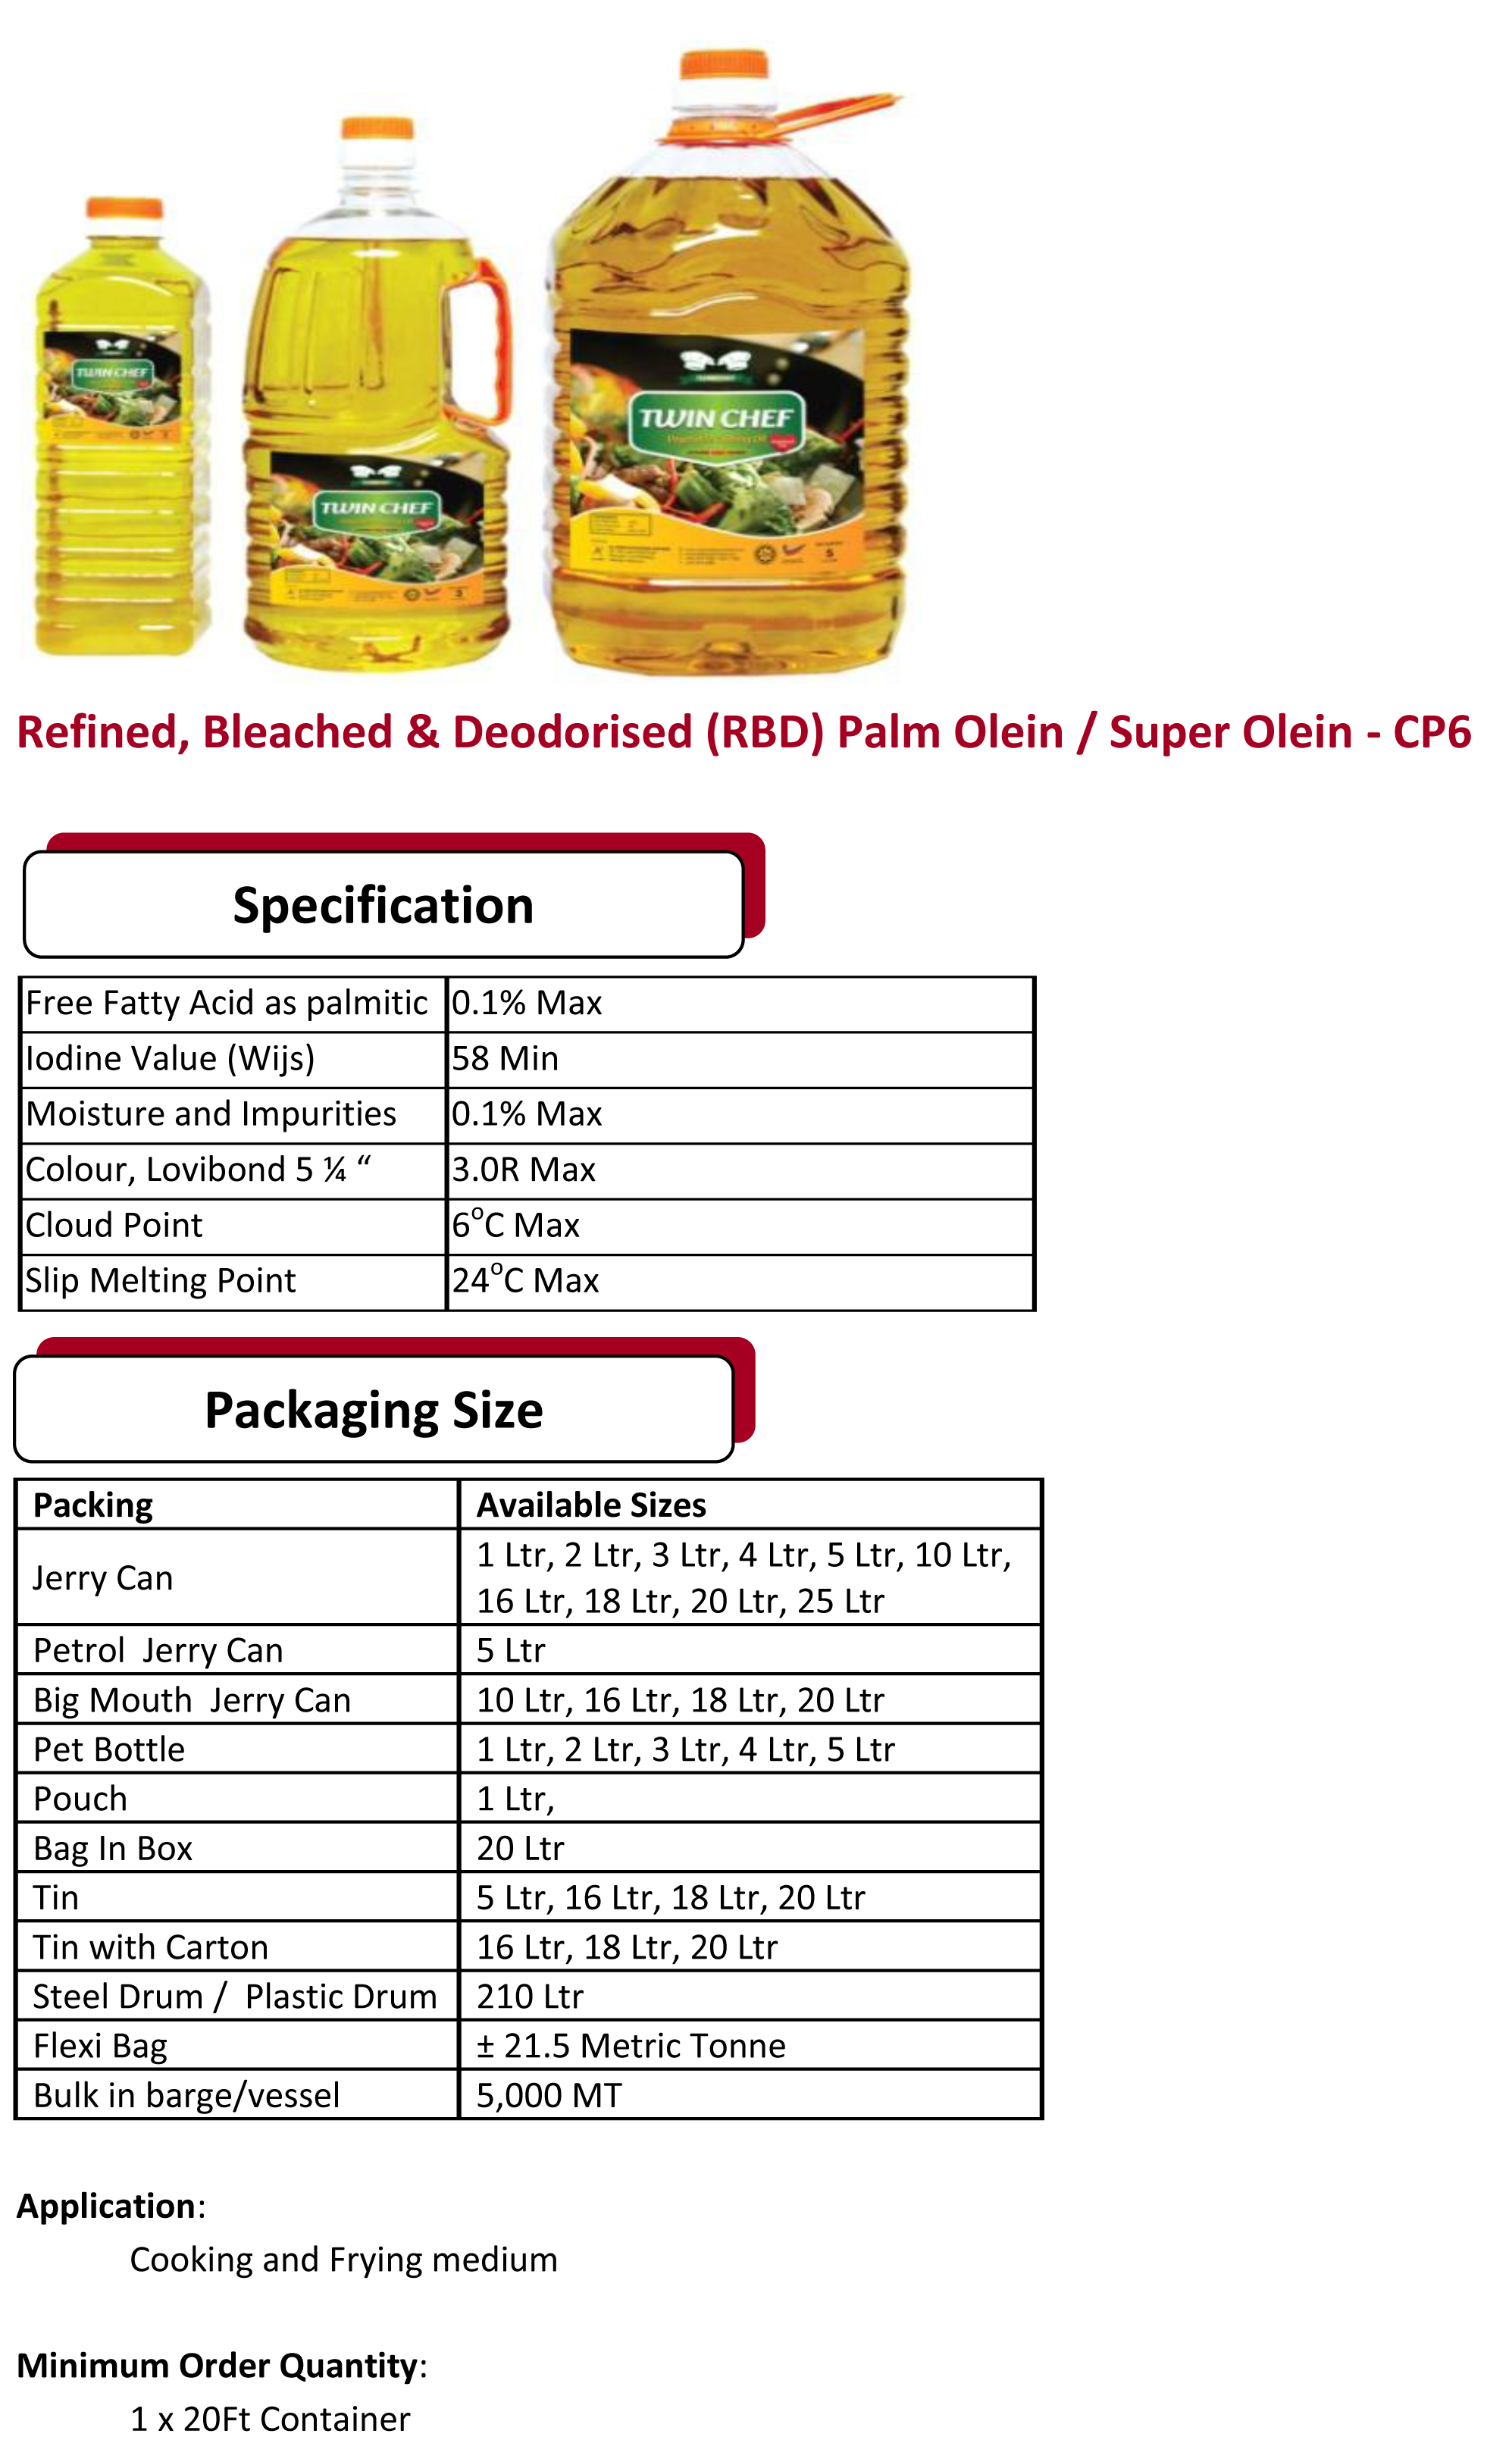 TWIN CHEF
TWIN CHEF
TWIN CHEF
5
Refined, Bleached & Deodorised (RBD) Palm Olein / Super Olein - CP6
Specification
Free Fatty Acid as palmitic 0.1% Max
Iodine Value (Wijs) 58 Min
Moisture and Impurities 0.1% Max
Colour, Lovibond 5 ¼ “ 3.0R Max
Cloud Point 6°C Max
Slip Melting Point 24°C Max
Packaging Size
Packing Available Sizes
Jerry Can 1 Ltr, 2 Ltr, 3 Ltr, 4 Ltr, 5 Ltr, 10 Ltr,
16 Ltr, 18 Ltr, 20 Ltr, 25 Ltr
Petrol Jerry Can 5 Ltr
Big Mouth Jerry Can 10 Ltr, 16 Ltr, 18 Ltr, 20 Ltr
Pet Bottle 1 Ltr, 2 Ltr, 3 Ltr, 4 Ltr, 5 Ltr
Pouch 1 Ltr,
Bag In Box 20 Ltr
Tin 5 Ltr, 16 Ltr, 18 Ltr, 20 Ltr
Tin with Carton 16 Ltr, 18 Ltr, 20 Ltr
Steel Drum / Plastic Drum 210 Ltr
Flexi Bag ± 21.5 Metric Tonne
Bulk in barge/vessel 5,000 MT
Application:
Cooking and Frying medium
Minimum Order Quantity:
1 x 20Ft Container